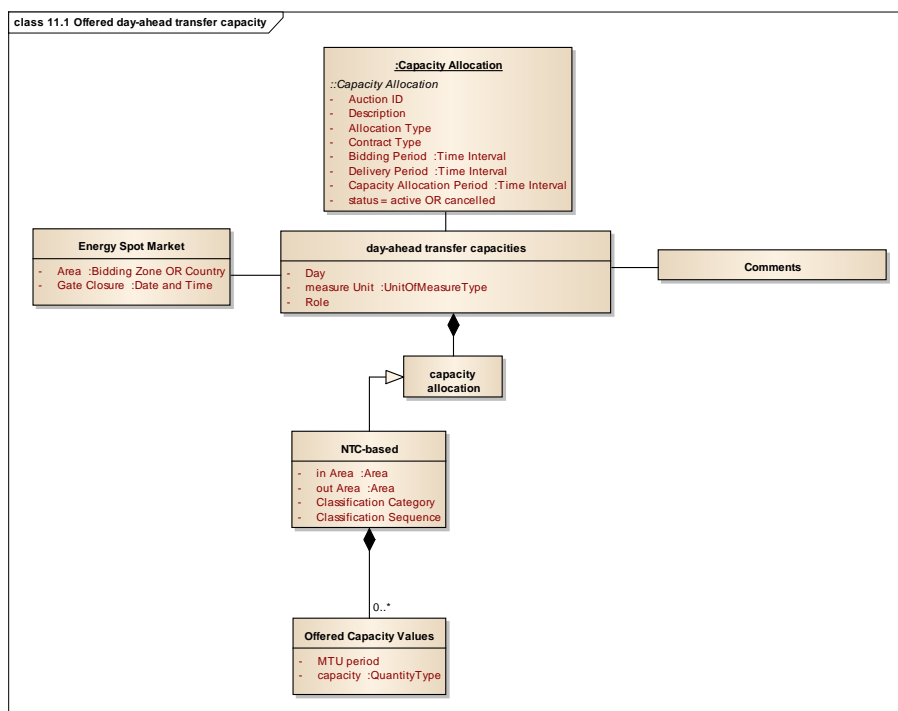 class 11.1 Offered day-ahead transfer capacity
:Capacity Allocation
::Capacity Allocation
- Auction ID
- Description
- Allocation Type
- Contract Type
- Bidding Period :Time Interval
- Delivery Period :Time Interval
- Capacity Allocation Period :Time Interval
- status = active OR cancelled
Energy Spot Market
- Area :Bidding Zone OR Country
- Gate Closure :Date and Time
day-ahead transfer capacities
- Day
- measure Unit :UnitOfMeasureType
- Role
Comments
capacity
allocation
NTC-based
- in Area :Area
- out Area :Area
- Classification Category
- Classification Sequence
0..*
Offered Capacity Values
- MTU period
- capacity :QuantityType